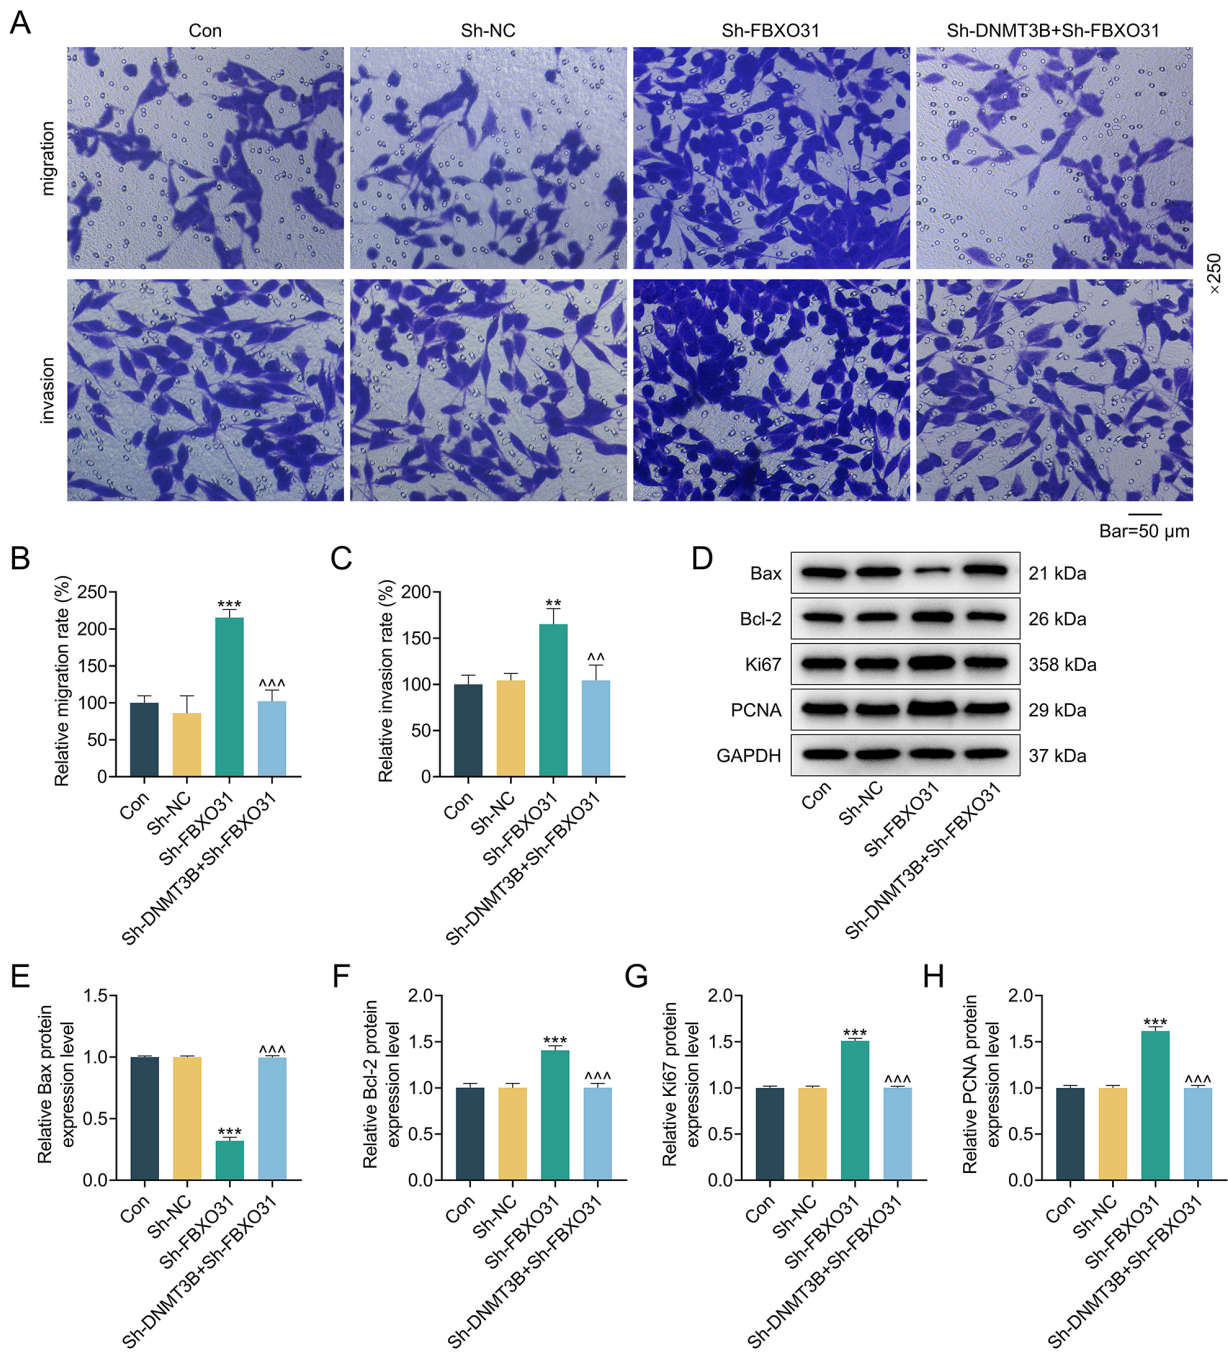 A
Con
Sh-NC
Sh-FBXO31
Sh-DNMT3B+Sh-FBXO31
migration
invasion
×250
Bar=50 μm
B
Relative migration rate (%)
250
200
150
100
50
0
***
^^^
Con
Sh-NC
Sh-FBXO31
Sh-DNMT3B+Sh-FBXO31
C
Relative invasion rate (%)
200
150
100
50
0
**
^^
Con
Sh-NC
Sh-FBXO31
Sh-DNMT3B+Sh-FBXO31
D
Bax 21 kDa
Bcl-2 26 kDa
Ki67 358 kDa
PCNA 29 kDa
GAPDH 37 kDa
Con
Sh-NC
Sh-FBXO31
Sh-DNMT3B+Sh-FBXO31
E
Relative Bax protein
expression level
1.5
1.0
0.5
0.0
***
^^^
Con
Sh-NC
Sh-FBXO31
Sh-DNMT3B+Sh-FBXO31
F
Relative Bcl-2 protein
expression level
2.0
1.5
1.0
0.5
0.0
***
^^^
Con
Sh-NC
Sh-FBXO31
Sh-DNMT3B+Sh-FBXO31
G
Relative Ki67 protein
expression level
2.0
1.5
1.0
0.5
0.0
***
^^^
Con
Sh-NC
Sh-FBXO31
Sh-DNMT3B+Sh-FBXO31
H
Relative PCNA protein
expression level
2.0
1.5
1.0
0.5
0.0
***
^^^
Con
Sh-NC
Sh-FBXO31
Sh-DNMT3B+Sh-FBXO31